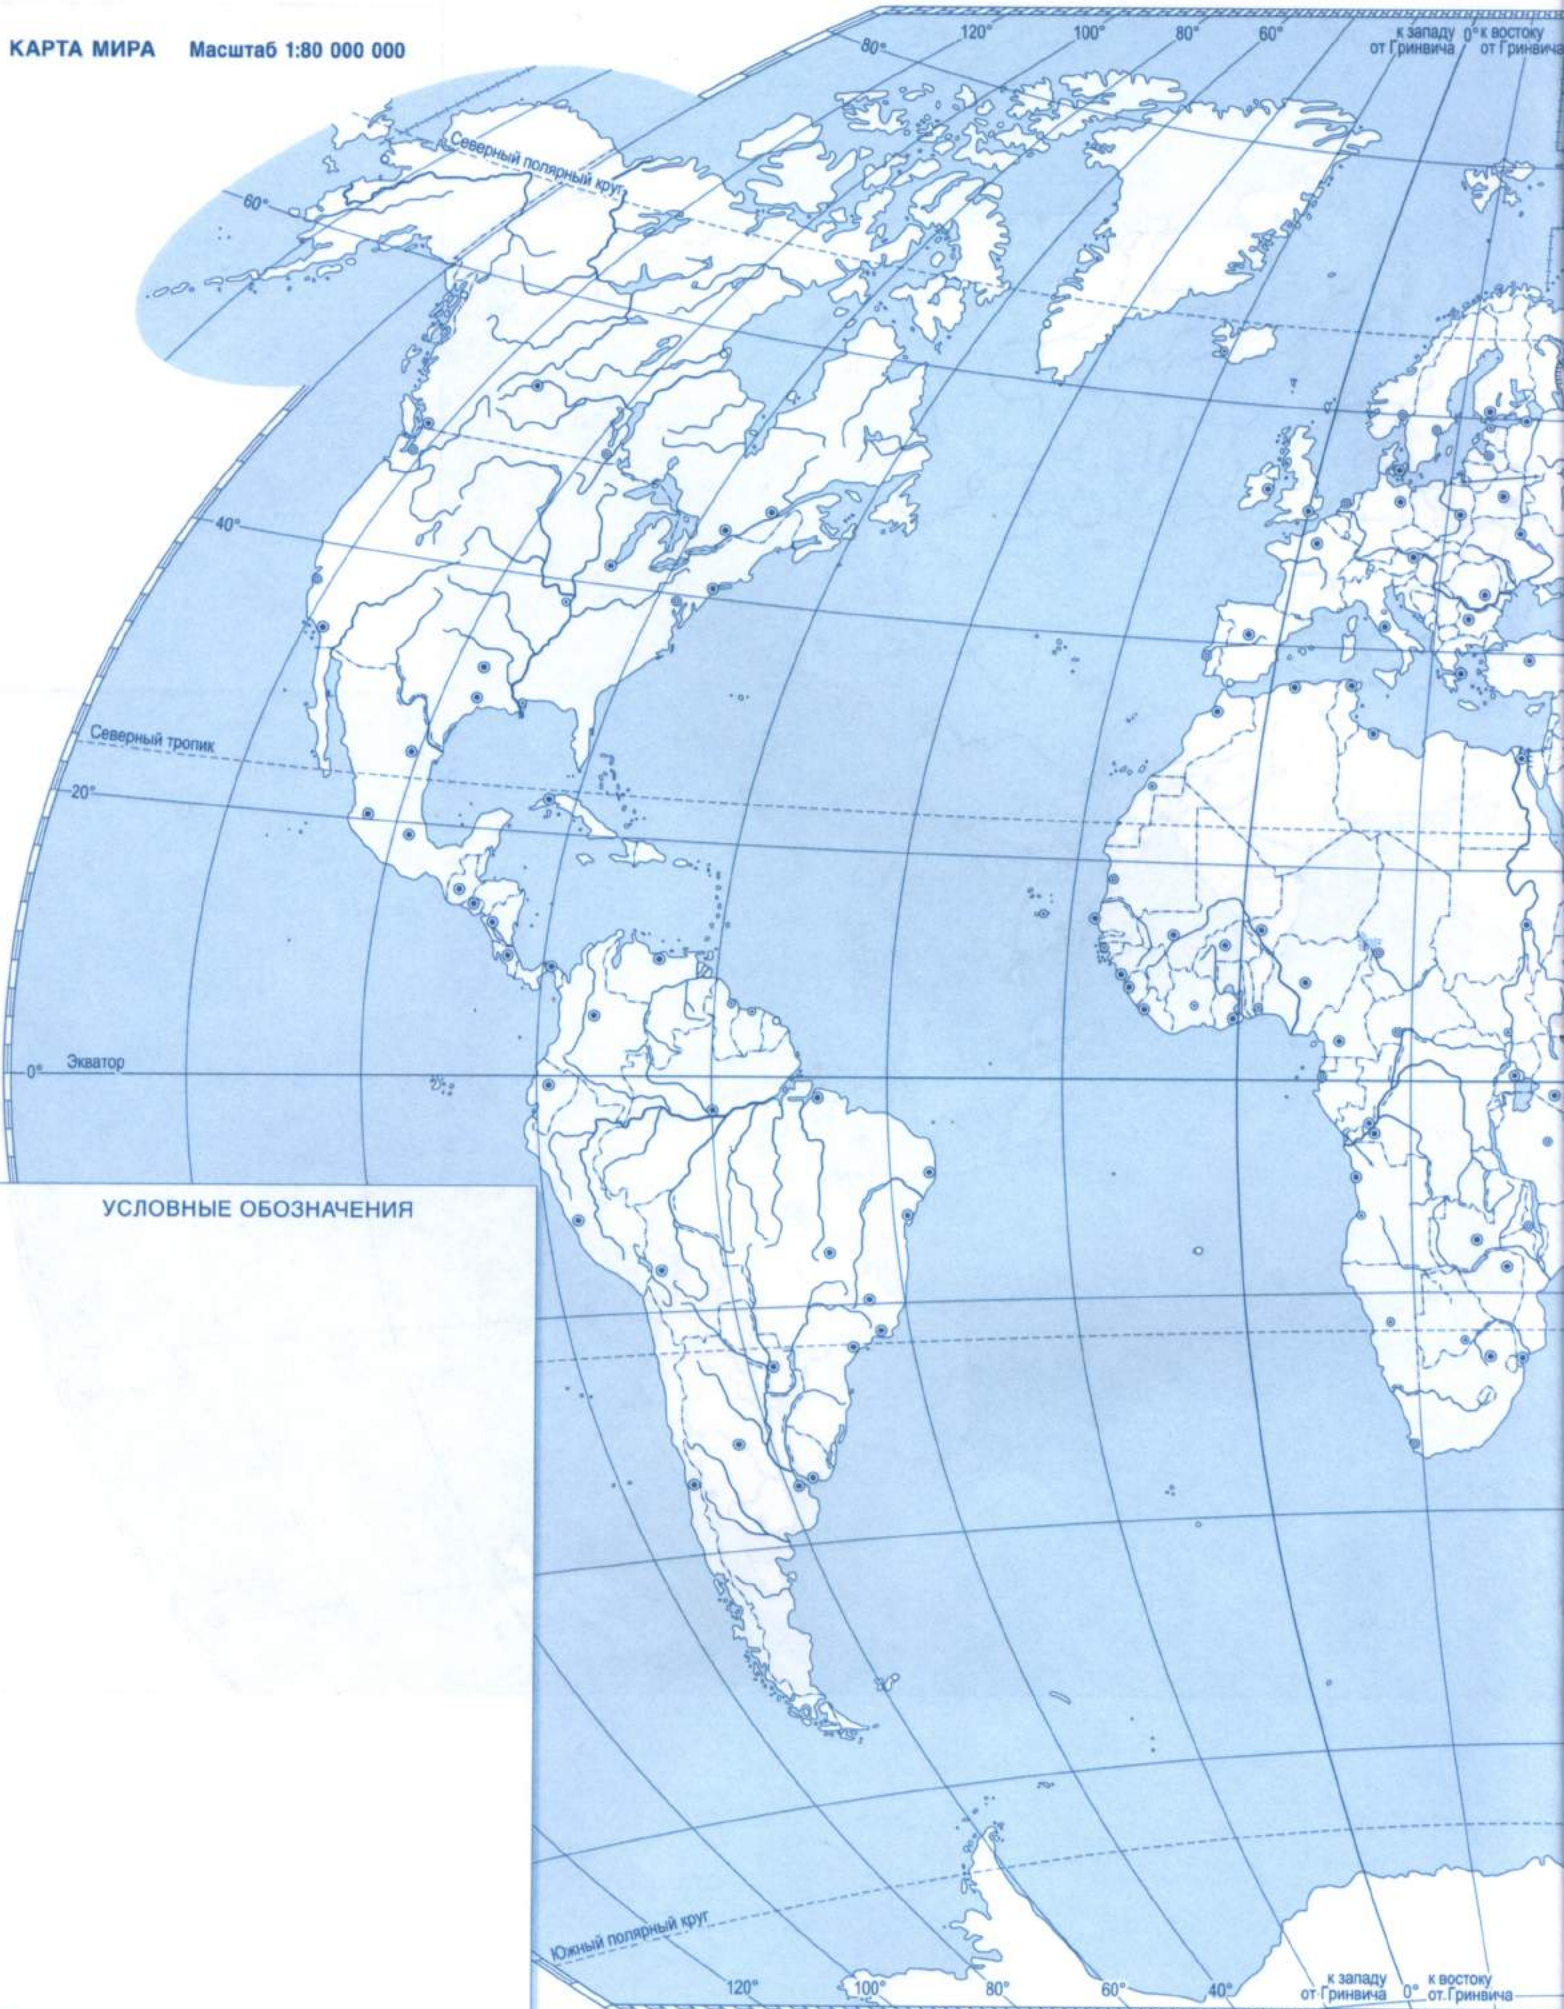 КАРТА МИРА Масштаб 1:80 000 000
80° 120° 100° 80° 60° к западу от Гринвича 0° к востоку от Гринвича
Северный полярный круг
60°
40°
Северный тропик
20°
0° Экватор
УСЛОВНЫЕ ОБОЗНАЧЕНИЯ
Южный полярный круг
120° 100° 80° 60° 40° к западу от Гринвича 0° к востоку от Гринвича